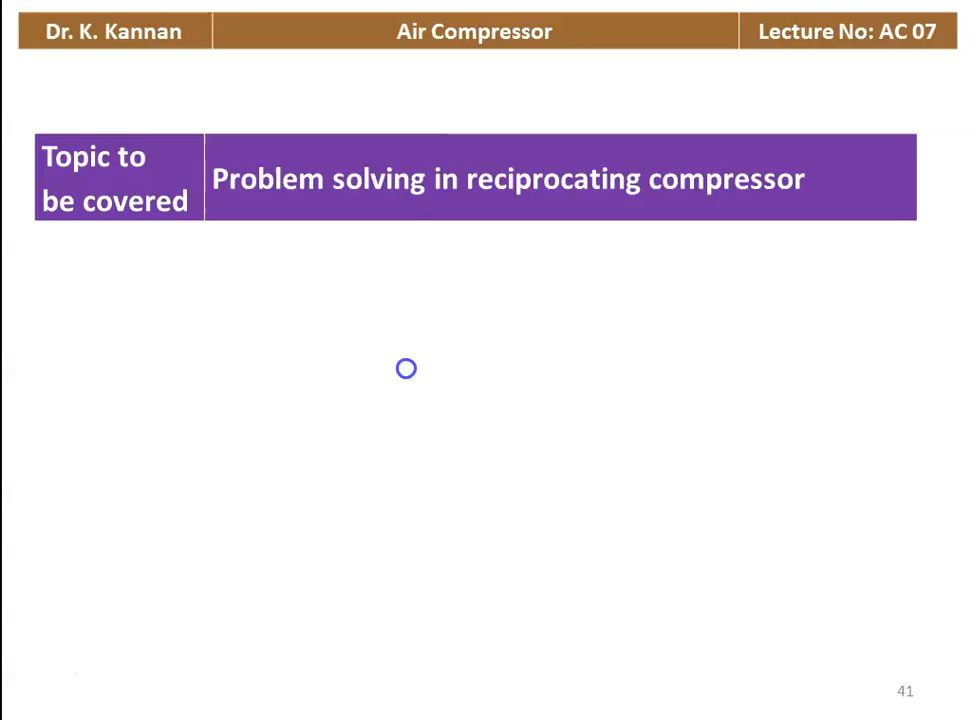 Dr. K. Kannan Air Compressor Lecture No: AC 07
Topic to
be covered
Problem solving in reciprocating compressor
41